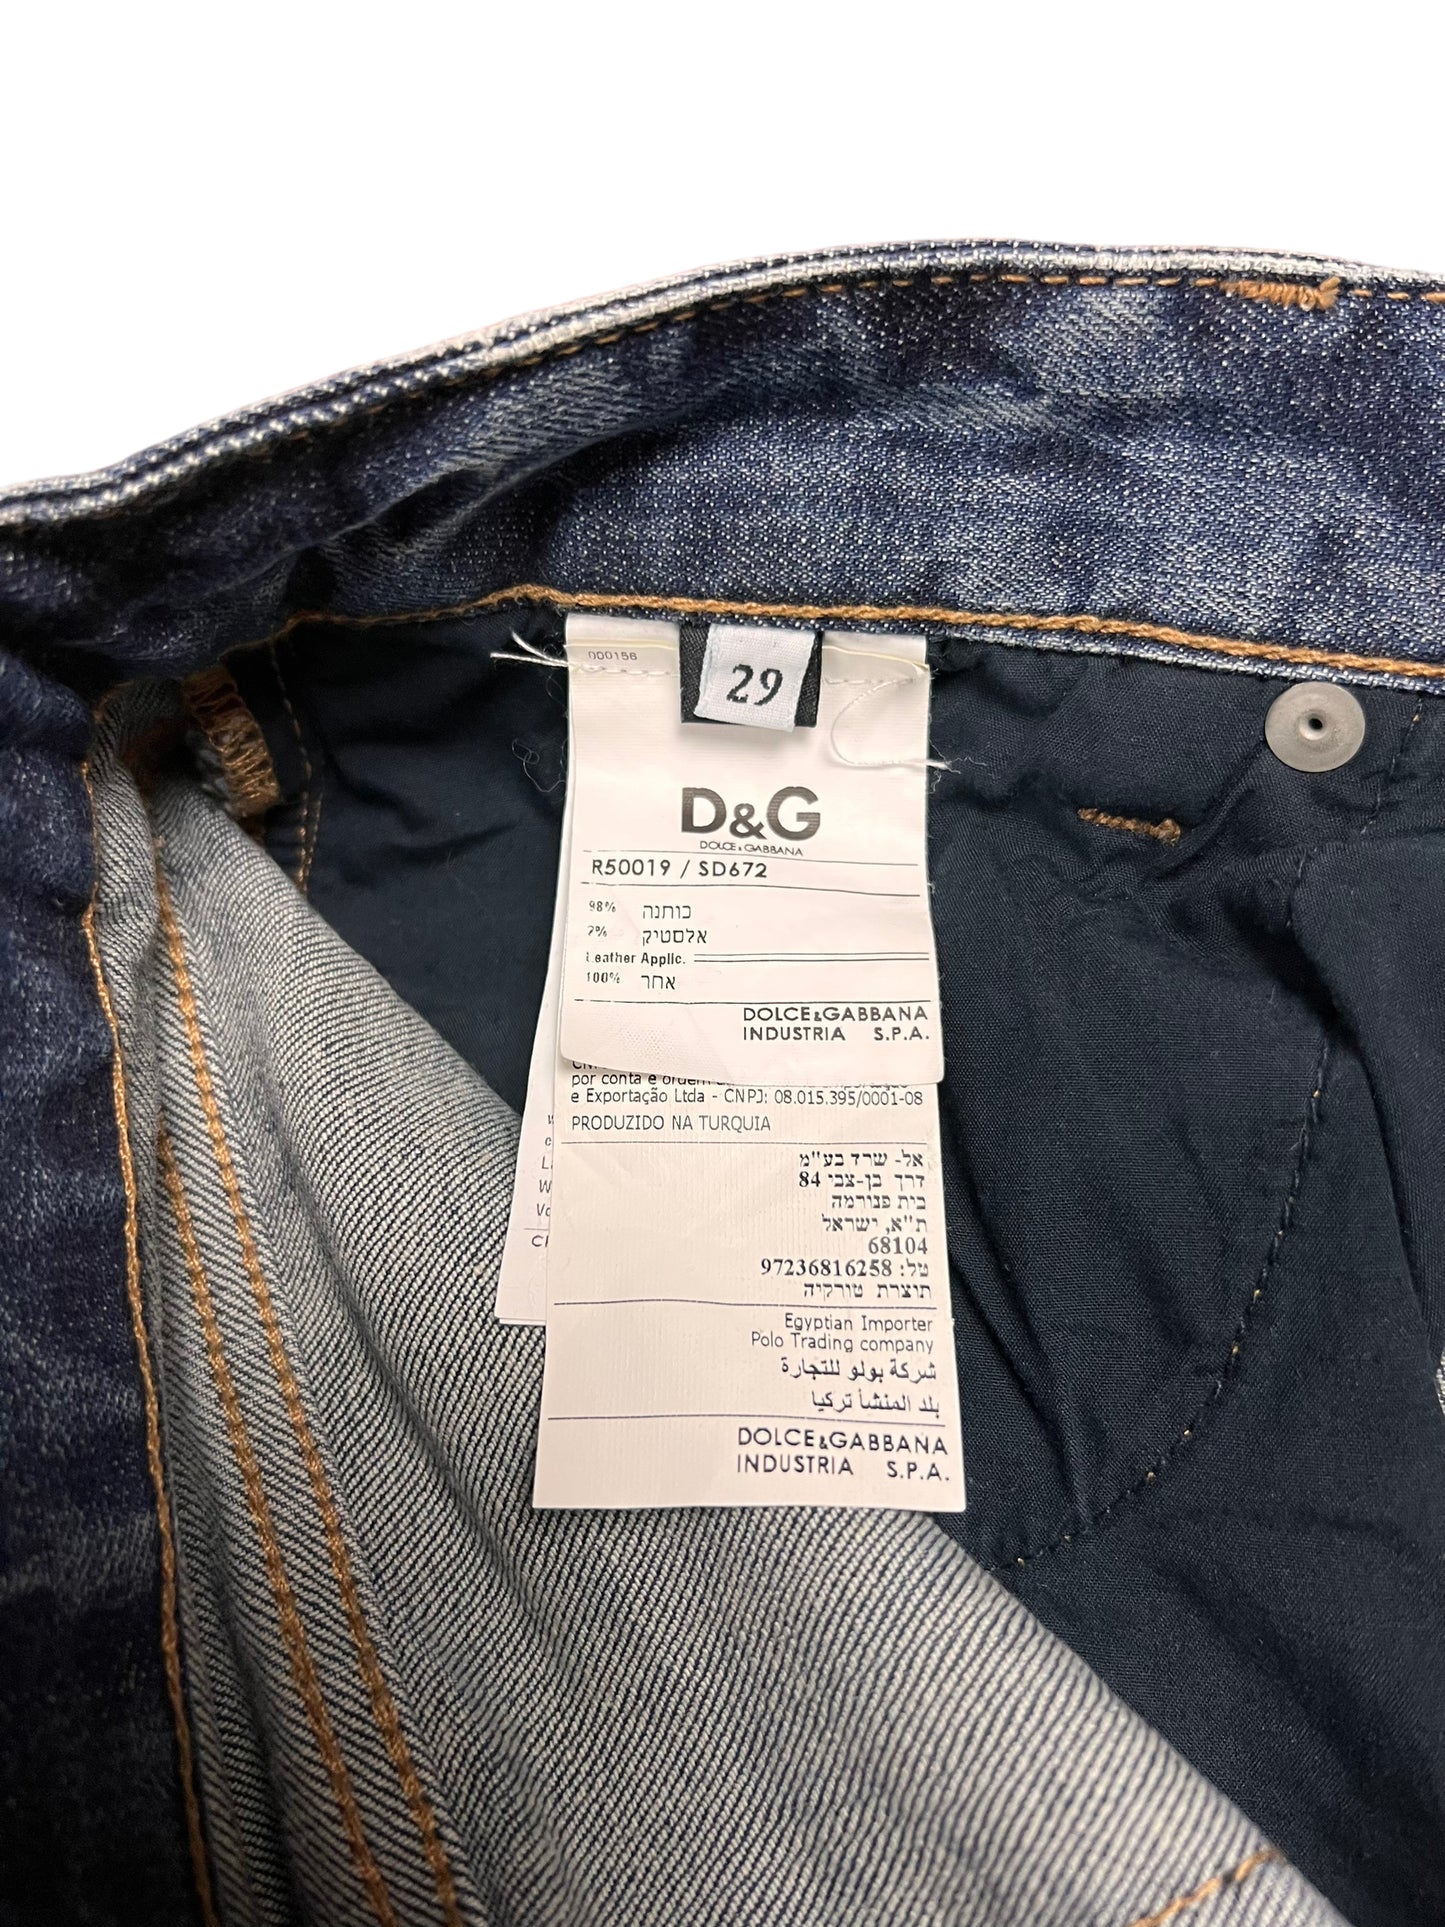 000156
29
D&G
DOLCE & GABBANA
R50019 / SD672
98% כותנה
2% אלסטיק
Leather Applic.
100% אחר
DOLCE&GABBANA
INDUSTRIA S.P.A.
por conta e ordem
e Exportação Ltda - CNPJ: 08.015.395/0001-08
PRODUZIDO NA TURQUIA
אל- שרד בע"מ
דרך בן-צבי 84
בית פנורמה
ת"א, ישראל
68104
טל: 97236816258
תוצרת טורקיה
Egyptian Importer
Polo Trading company
شركة بولو للتجارة
بلد المنشأ تركيا
DOLCE&GABBANA
INDUSTRIA S.P.A.